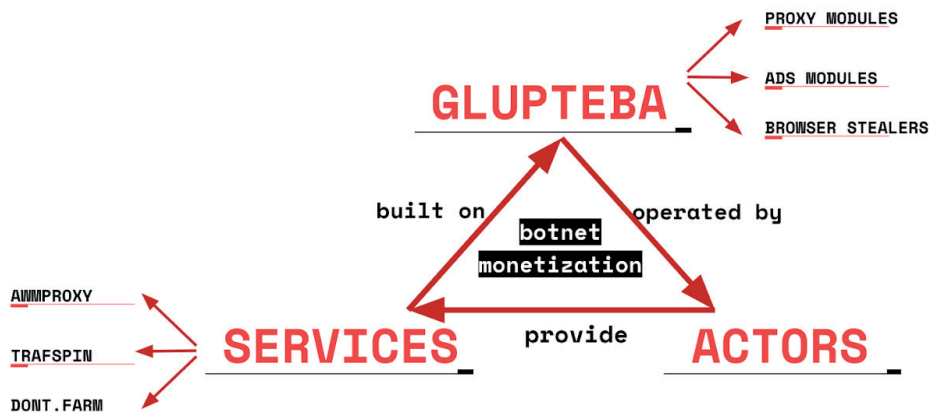 PROXY MODULES
ADS MODULES
BROWSER STEALERS
GLUPTEBA
built on
operated by
botnet
monetization
provide
SERVICES
ACTORS
AWMPROXY
TRAFSPIN
DONT.FARM